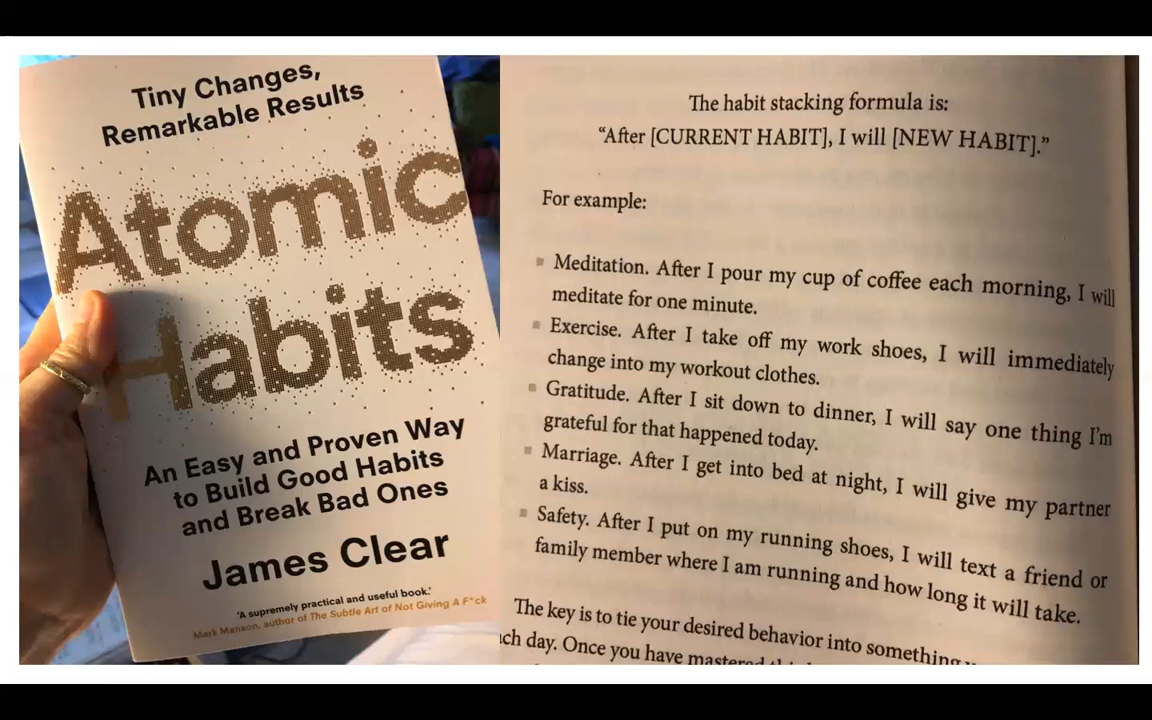 Tiny Changes,
Remarkable Results
Atomic
Habits
An Easy and Proven Way
to Build Good Habits
and Break Bad Ones
James Clear
'A supremely practical and useful book.'
Mark Manson, author of The Subtle Art of Not Giving A F*ck
The habit stacking formula is:
“After [CURRENT HABIT], I will [NEW HABIT].”
For example:
▪ Meditation. After I pour my cup of coffee each morning, I will
meditate for one minute.
▪ Exercise. After I take off my work shoes, I will immediately
change into my workout clothes.
▪ Gratitude. After I sit down to dinner, I will say one thing I’m
grateful for that happened today.
▪ Marriage. After I get into bed at night, I will give my partner
a kiss.
▪ Safety. After I put on my running shoes, I will text a friend or
family member where I am running and how long it will take.
The key is to tie your desired behavior into something
day. Once you have mastered